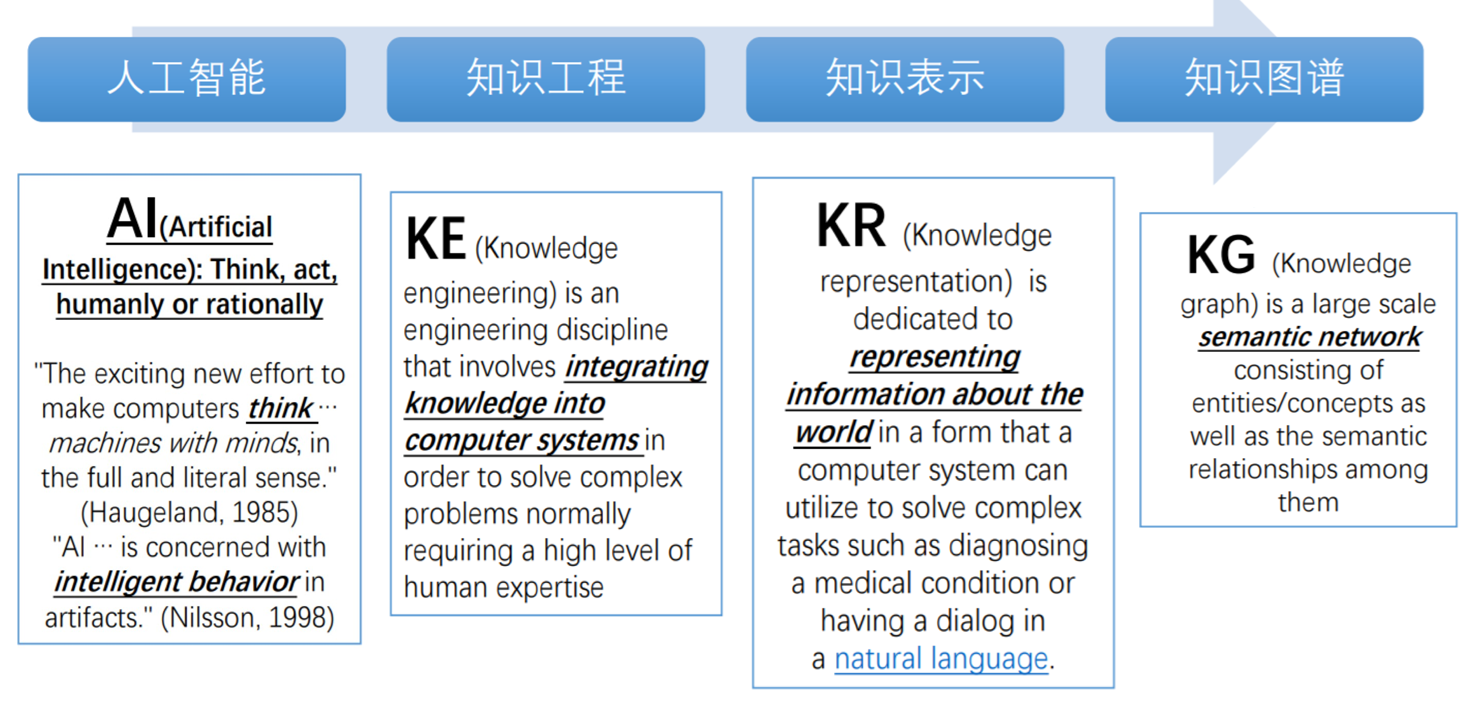 人工智能
知识工程
知识表示
知识图谱
AI(Artificial
Intelligence): Think, act,
humanly or rationally
"The exciting new effort to
make computers think ···
machines with minds, in
the full and literal sense."
(Haugeland, 1985)
"AI ··· is concerned with
intelligent behavior in
artifacts." (Nilsson, 1998)
KE (Knowledge
engineering) is an
engineering discipline
that involves integrating
knowledge into
computer systems in
order to solve complex
problems normally
requiring a high level of
human expertise
KR (Knowledge
representation) is
dedicated to
representing
information about the
world in a form that a
computer system can
utilize to solve complex
tasks such as diagnosing
a medical condition or
having a dialog in
a natural language.
KG (Knowledge
graph) is a large scale
semantic network
consisting of
entities/concepts as
well as the semantic
relationships among
them